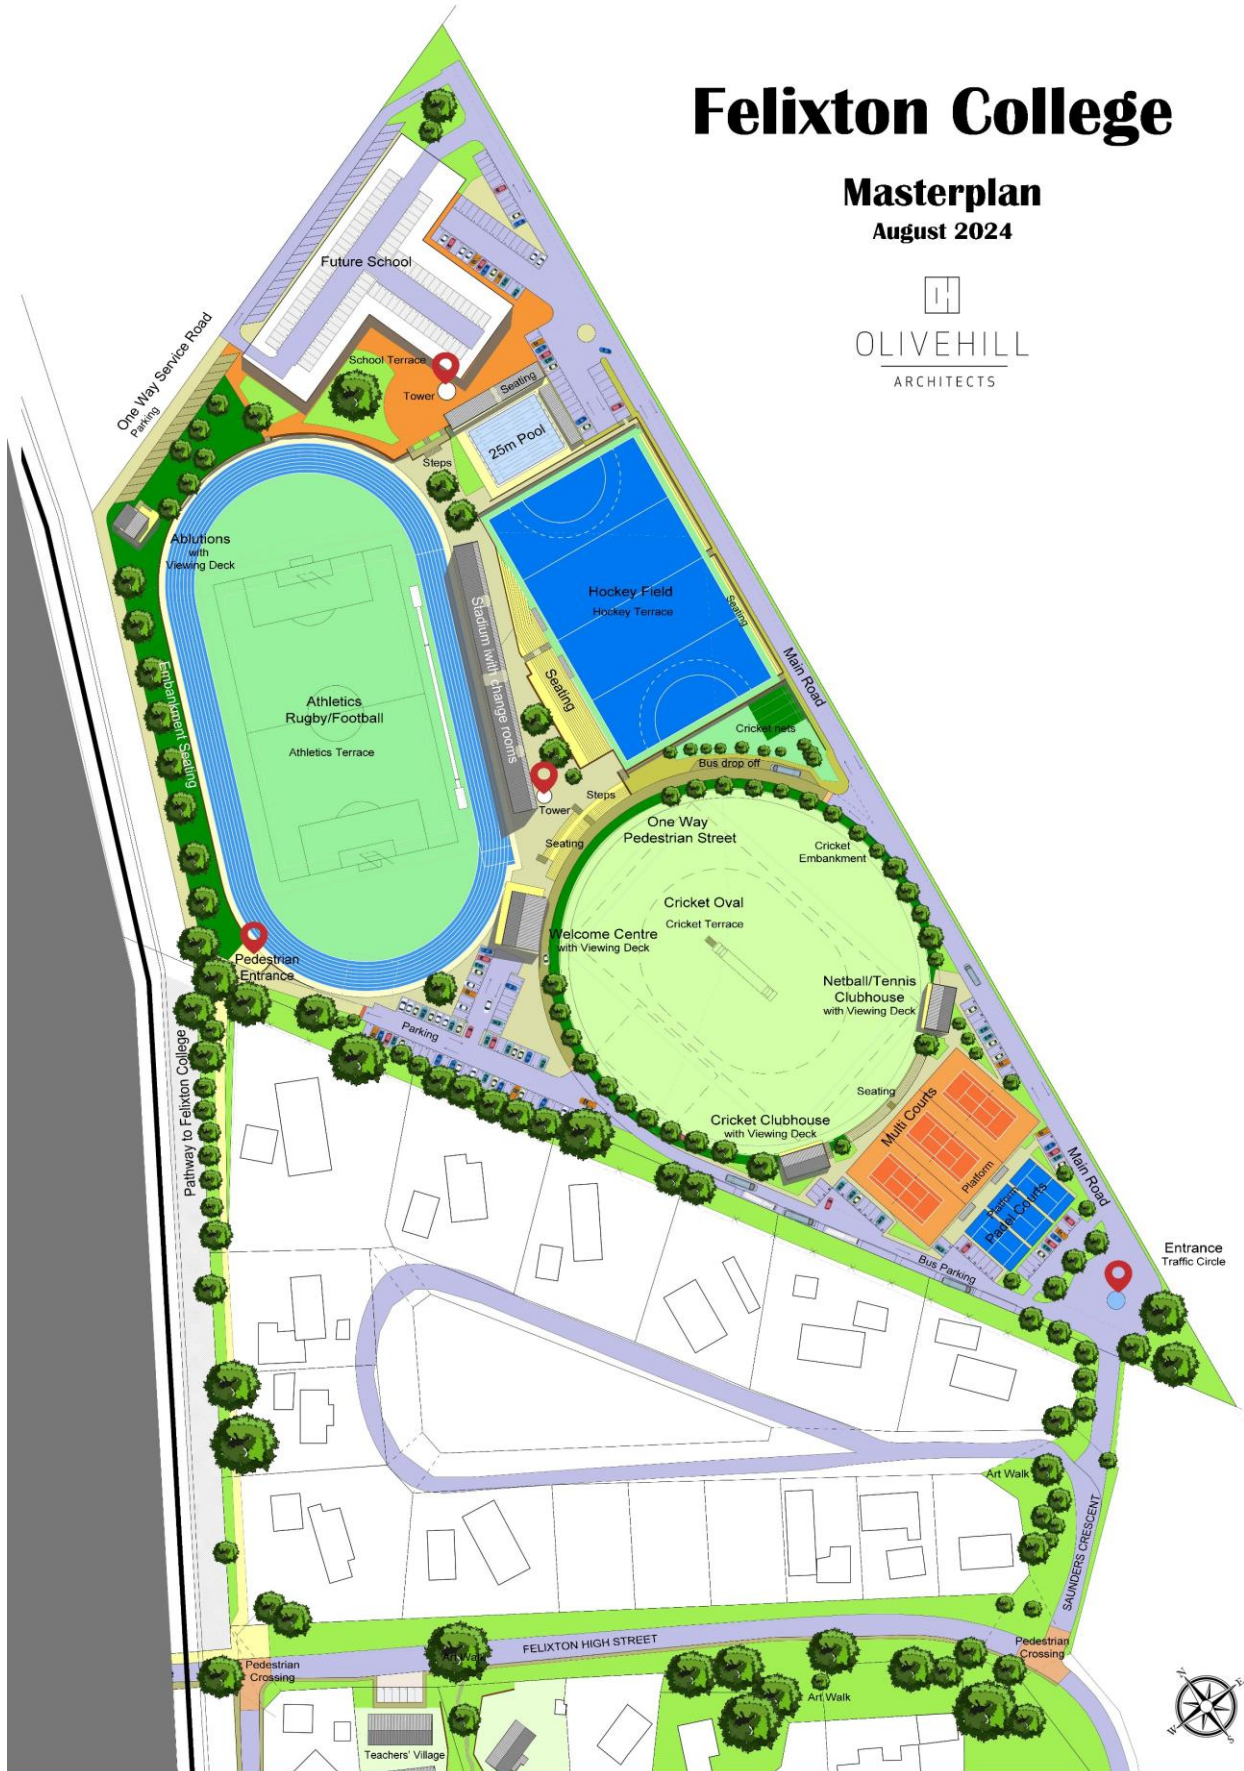 Felixton College
Masterplan
August 2024
OLIVEHILL
ARCHITECTS
Future School
One Way Service Road
Parking
School Terrace
Tower
Seating
25m Pool
Steps
Ablutions
with
Viewing Deck
Hockey Field
Hockey Terrace
Seating
Stadium iwith change rooms
Seating
Main Road
Embankment Seating
Athletics
Rugby/Football
Athletics Terrace
Cricket nets
Bus drop off
Steps
Tower
Seating
One Way
Pedestrian Street
Cricket
Embankment
Cricket Oval
Cricket Terrace
Welcome Centre
with Viewing Deck
Pedestrian
Entrance
Netball/Tennis
Clubhouse
with Viewing Deck
Parking
Pathway to Felixton College
Seating
Multi Courts
Cricket Clubhouse
with Viewing Deck
Platform
Platform
Padel Courts
Main Road
Entrance
Traffic Circle
Bus Parking
Art Walk
SAUNDERS CRESCENT
FELIXTON HIGH STREET
Art Walk
Pedestrian
Crossing
Pedestrian
Crossing
Art Walk
Teachers' Village
N
E
S
W